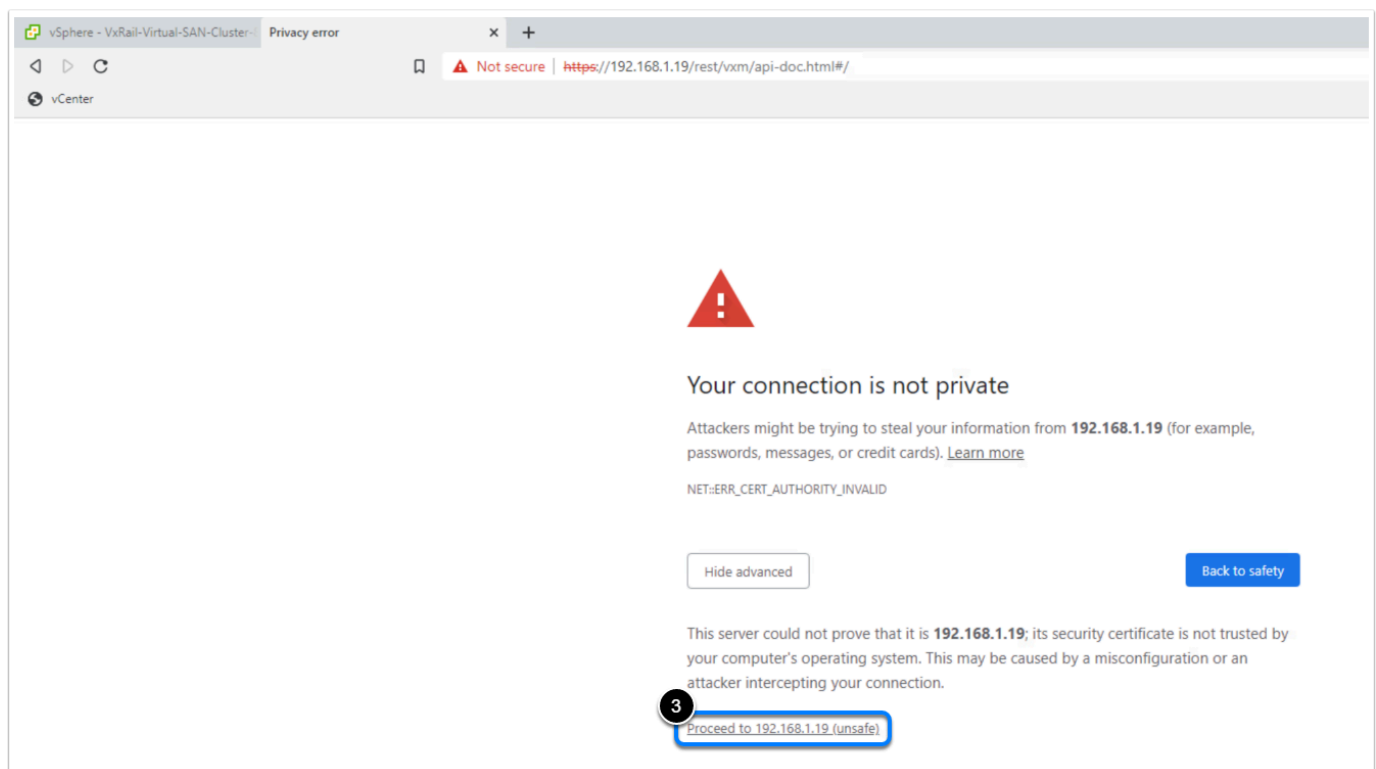 vSphere - VxRail-Virtual-SAN-Cluster- Privacy error
Not secure | https://192.168.1.19/rest/vxm/api-doc.html#/
vCenter
Your connection is not private
Attackers might be trying to steal your information from 192.168.1.19 (for example,
passwords, messages, or credit cards). Learn more
NET::ERR_CERT_AUTHORITY_INVALID
Hide advanced Back to safety
This server could not prove that it is 192.168.1.19; its security certificate is not trusted by
your computer's operating system. This may be caused by a misconfiguration or an
attacker intercepting your connection.
3
Proceed to 192.168.1.19 (unsafe)